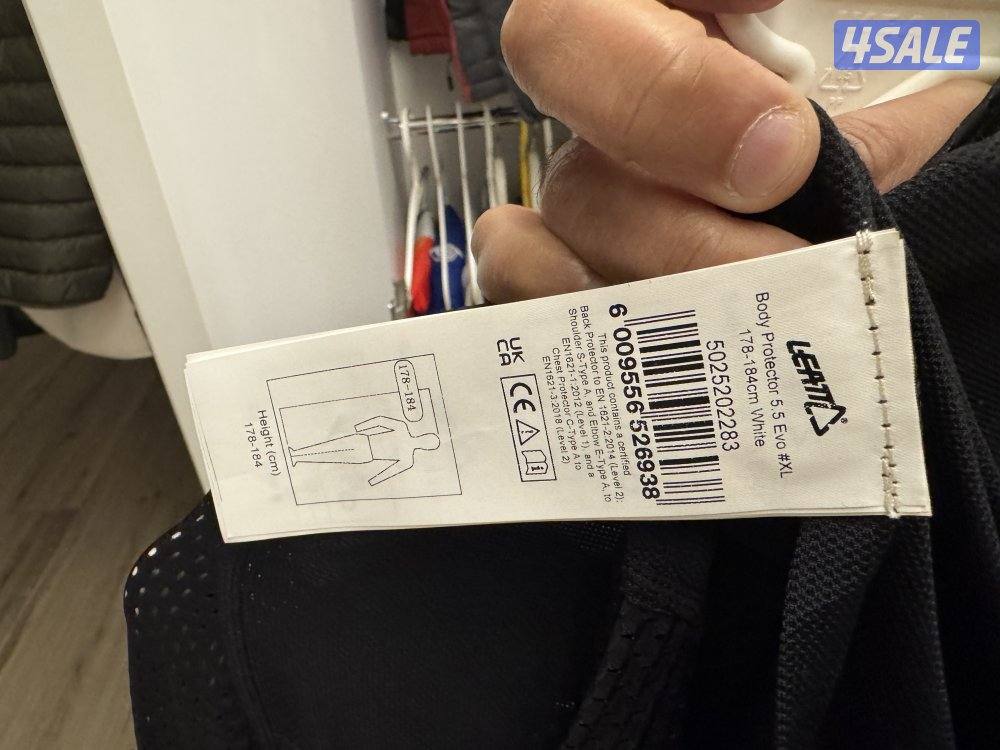 4SALE
LEATT
Body Protector 5.5 Evo #XL
178-184cm White
5025202283
6 009556 526938
This product contains a certified
Back Protector to EN 1621-2:2014 (Level 2);
Shoulder S-Type A, and Elbow E-Type A, to
EN1621-1:2012 (Level 1), and a
Chest Protector C-Type A to
EN1621-3:2018 (Level 2)
UK
CA
CE
178-184
Height (cm)
178-184